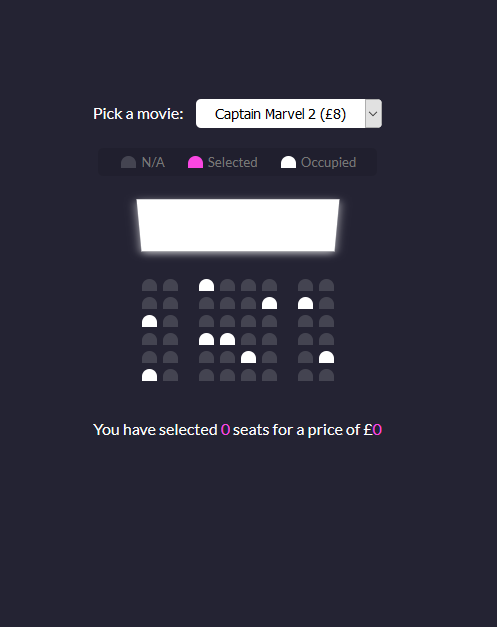 Pick a movie: Captain Marvel 2 (£8)
N/A Selected Occupied
You have selected 0 seats for a price of £0